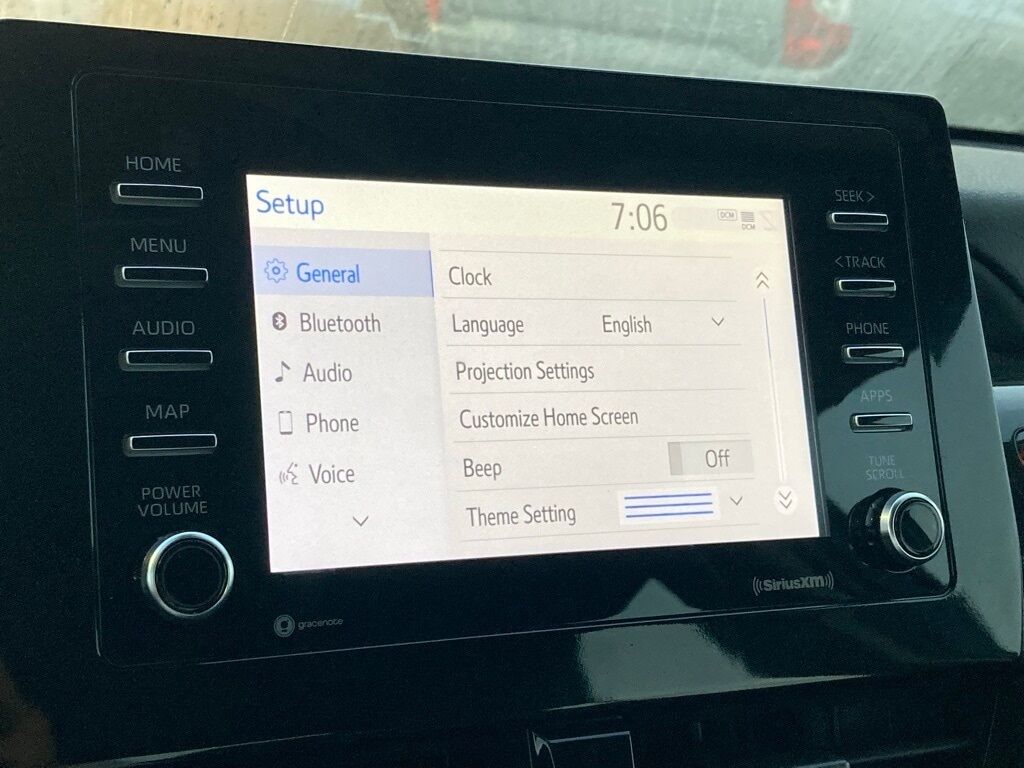 HOME
MENU
AUDIO
MAP
POWER
VOLUME
Setup
7:06
DCM
DCM
General
Bluetooth
Audio
Phone
Voice
Clock
Language English
Projection Settings
Customize Home Screen
Beep Off
Theme Setting
SEEK >
< TRACK
PHONE
APPS
TUNE
SCROLL
gracenote
((SiriusXM))